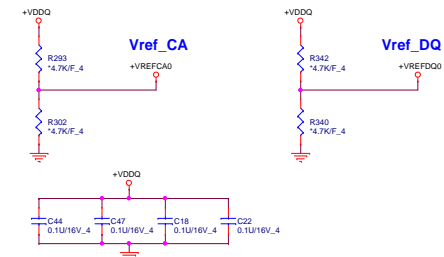 +VDDQ
+VDDQ
Vref_CA
Vref_DQ
R293
*4.7K/F_4
+VREFCA0
R342
*4.7K/F_4
+VREFDQ0
R302
*4.7K/F_4
R340
*4.7K/F_4
+VDDQ
C44
0.1U/16V_4
C47
0.1U/16V_4
C18
0.1U/16V_4
C22
0.1U/16V_4